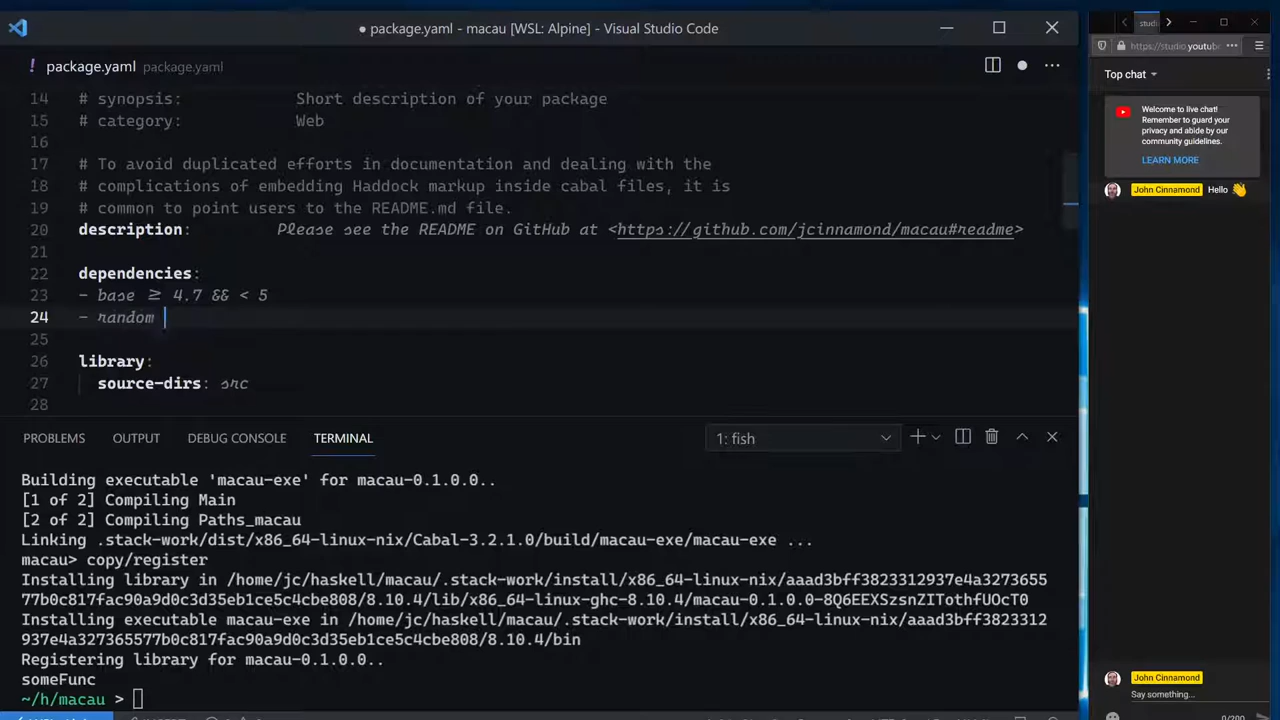 ● package.yaml - macau [WSL: Alpine] - Visual Studio Code
! package.yaml package.yaml
14 # synopsis: Short description of your package
15 # category: Web
16
17 # To avoid duplicated efforts in documentation and dealing with the
18 # complications of embedding Haddock markup inside cabal files, it is
19 # common to point users to the README.md file.
20 description: Please see the README on GitHub at <https://github.com/jcinnamond/macau#readme>
21
22 dependencies:
23 - base ≥ 4.7 && < 5
24 - random
25
26 library:
27 source-dirs: src
28
PROBLEMS OUTPUT DEBUG CONSOLE TERMINAL 1: fish
Building executable 'macau-exe' for macau-0.1.0.0..
[1 of 2] Compiling Main
[2 of 2] Compiling Paths_macau
Linking .stack-work/dist/x86_64-linux-nix/Cabal-3.2.1.0/build/macau-exe/macau-exe ...
macau> copy/register
Installing library in /home/jc/haskell/macau/.stack-work/install/x86_64-linux-nix/aaad3bff3823312937e4a3273655
77b0c817fac90a9d0c3d35eb1ce5c4cbe808/8.10.4/lib/x86_64-linux-ghc-8.10.4/macau-0.1.0.0-8Q6EEXSzsnZITothfUOcT0
Installing executable macau-exe in /home/jc/haskell/macau/.stack-work/install/x86_64-linux-nix/aaad3bff3823312
937e4a327365577b0c817fac90a9d0c3d35eb1ce5c4cbe808/8.10.4/bin
Registering library for macau-0.1.0.0..
someFunc
~/h/macau >
studi
https://studio.youtub
Top chat
Welcome to live chat!
Remember to guard your
privacy and abide by our
community guidelines.
LEARN MORE
John Cinnamond Hello 👋
John Cinnamond
Say something...
0/200